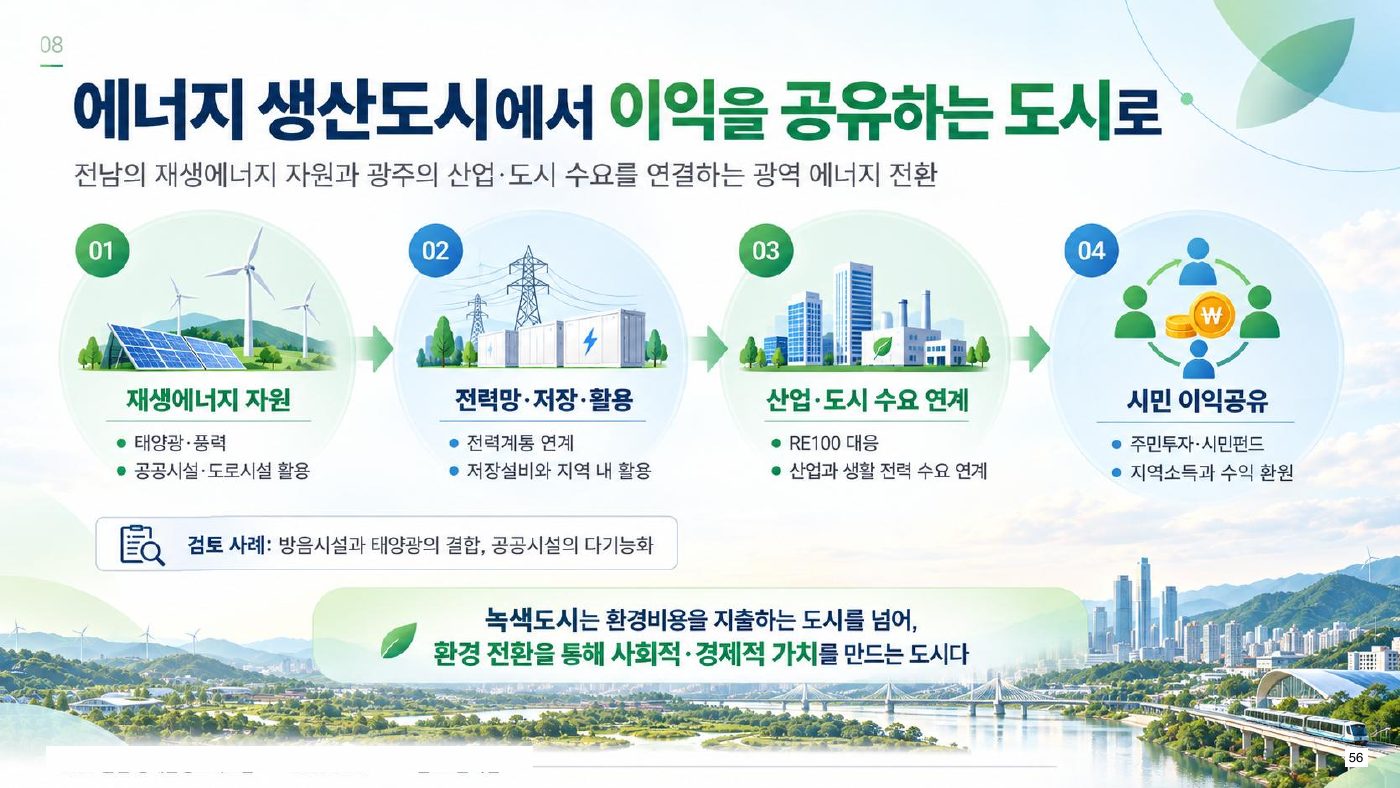 08
에너지 생산도시에서 이익을 공유하는 도시로
전남의 재생에너지 자원과 광주의 산업·도시 수요를 연결하는 광역 에너지 전환
01
재생에너지 자원
태양광·풍력
공공시설·도로시설 활용
02
전력망·저장·활용
전력계통 연계
저장설비와 지역 내 활용
03
산업·도시 수요 연계
RE100 대응
산업과 생활 전력 수요 연계
04
₩
시민 이익공유
주민투자·시민펀드
지역소득과 수익 환원
검토 사례: 방음시설과 태양광의 결합, 공공시설의 다기능화
녹색도시는 환경비용을 지출하는 도시를 넘어,
환경 전환을 통해 사회적·경제적 가치를 만드는 도시다
56